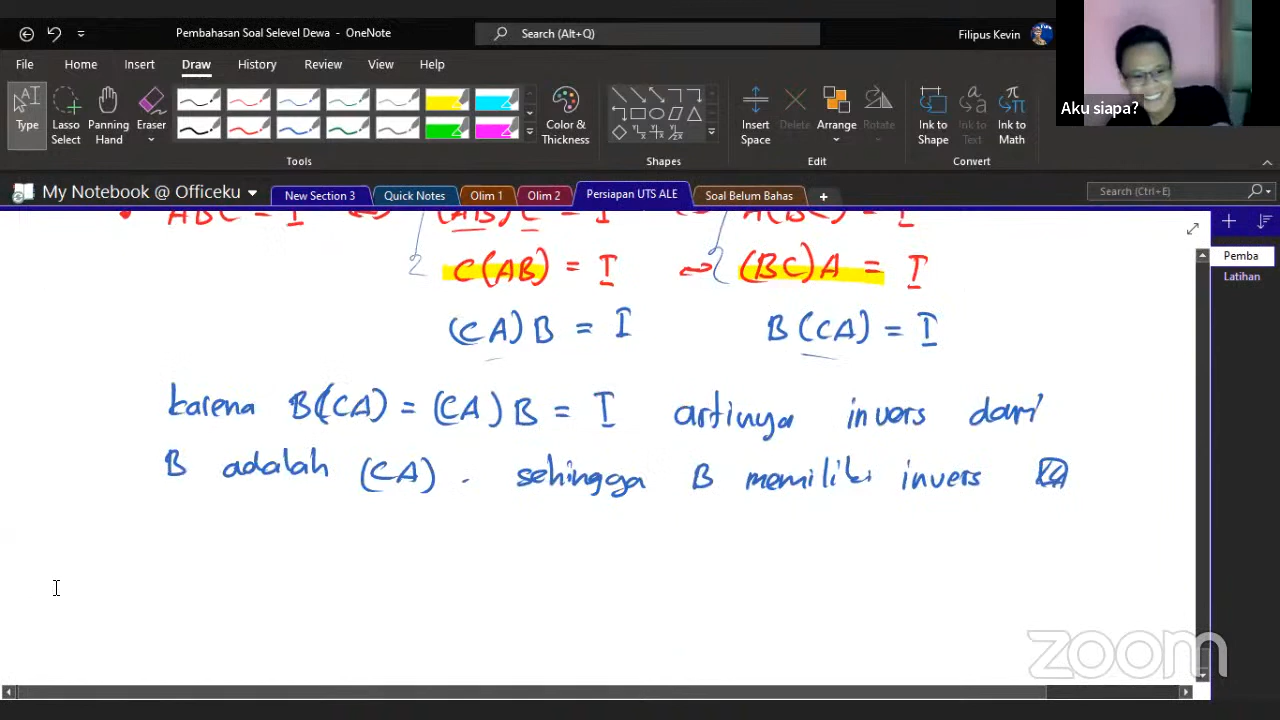 Pembahasan Soal Selevel Dewa - OneNote
Search (Alt+Q)
Filipus Kevin
File Home Insert Draw History Review View Help
Aku siapa?
Type Lasso Select Panning Hand Eraser Color & Thickness Insert Space Delete Arrange Rotate Ink to Shape Ink to Text Ink to Math
Tools Shapes Edit Convert
My Notebook @ Officeku New Section 3 Quick Notes Olim 1 Olim 2 Persiapan UTS ALE Soal Belum Bahas + Search (Ctrl+E)
Pemba
Latihan
• ABC = I ⇔ (AB)C = I ⇔ A(BC) = I
C(AB) = I ⇔ (BC)A = I
(CA)B = I B(CA) = I
karena B(CA) = (CA)B = I artinya invers dari
B adalah (CA). sehingga B memiliki invers
zoom